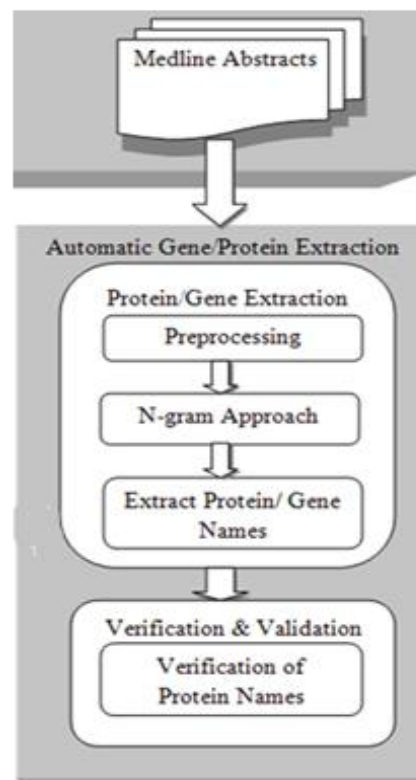 Medline Abstracts
Automatic Gene/Protein Extraction
Protein/Gene Extraction
Preprocessing
N-gram Approach
Extract Protein/ Gene
Names
Verification & Validation
Verification of
Protein Names